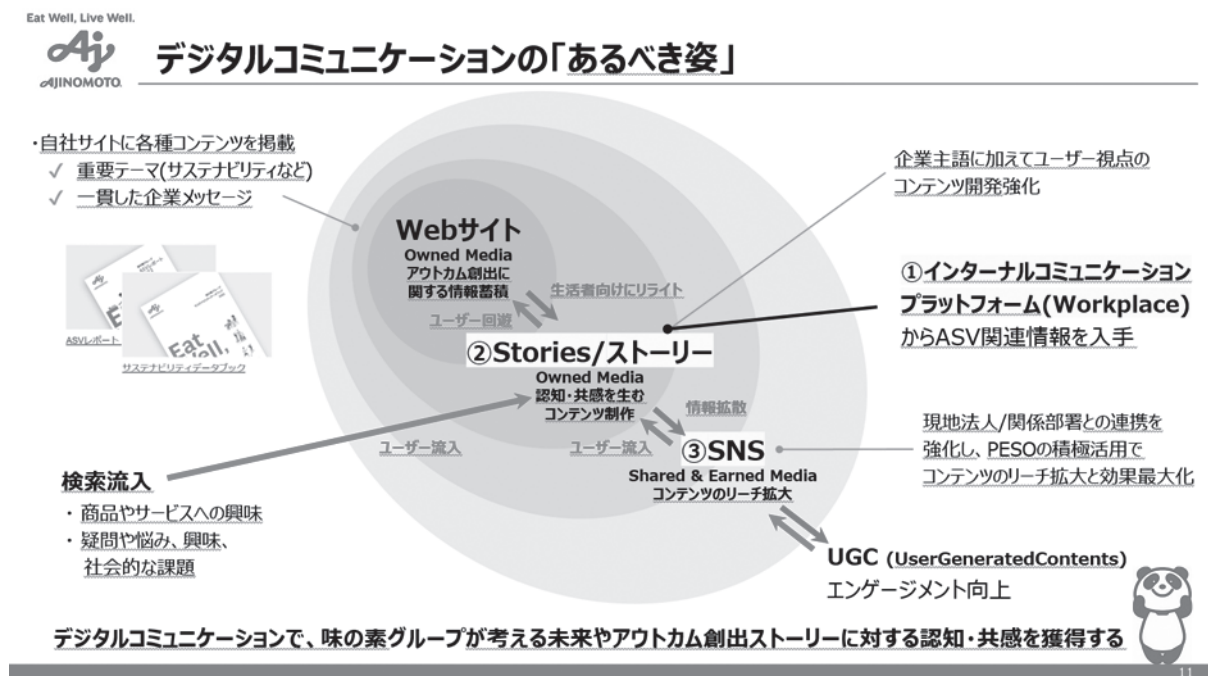 Eat Well, Live Well.
Aj
AJINOMOTO.
デジタルコミュニケーションの「あるべき姿」
・自社サイトに各種コンテンツを掲載
✓ 重要テーマ(サステナビリティなど)
✓ 一貫した企業メッセージ
ASVレポート
Eat
Well,
サステナビリティデータブック
Webサイト
Owned Media
アウトカム創出に
関する情報蓄積
生活者向けにリライト
ユーザー回遊
②Stories/ストーリー
Owned Media
認知・共感を生む
コンテンツ制作
情報拡散
ユーザー流入
ユーザー流入
③SNS
Shared & Earned Media
コンテンツのリーチ拡大
企業主語に加えてユーザー視点の
コンテンツ開発強化
①インターナルコミュニケーション
プラットフォーム(Workplace)
からASV関連情報を入手
現地法人/関係部署との連携を
強化し、PESOの積極活用で
コンテンツのリーチ拡大と効果最大化
検索流入
・ 商品やサービスへの興味
・ 疑問や悩み、興味、
社会的な課題
UGC (UserGeneratedContents)
エンゲージメント向上
デジタルコミュニケーションで、味の素グループが考える未来やアウトカム創出ストーリーに対する認知・共感を獲得する
11